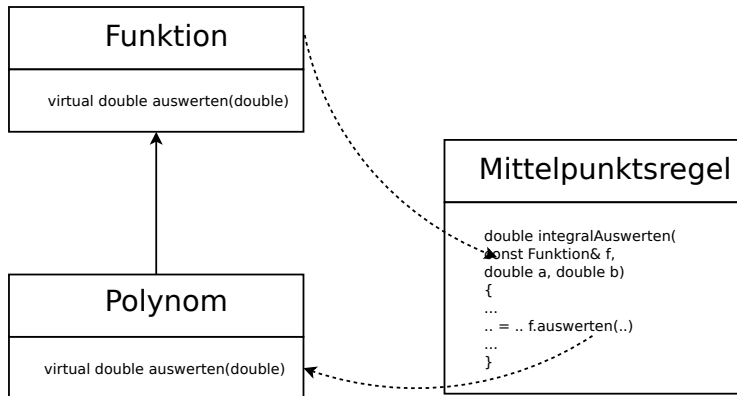 Funktion
virtual double auswerten(double)
Mittelpunktsregel
double integralAuswerten(
const Funktion& f,
double a, double b)
{
...
.. = .. f.auswerten(..)
...
}
Polynom
virtual double auswerten(double)